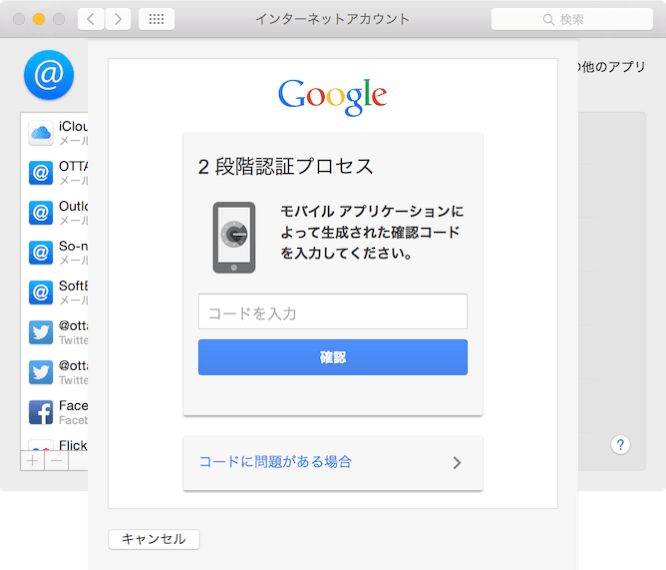 インターネットアカウント
検索
の他のアプリ
Google
2 段階認証プロセス
モバイル アプリケーションに
よって生成された確認コード
を入力してください。
コードを入力
確認
コードに問題がある場合
キャンセル
iClou
メール
OTTA
メール
Outlo
メール
So-n
メール
SoftB
メール
@otta
Twitte
@otta
Twitte
Face
Faceb
Flick
?